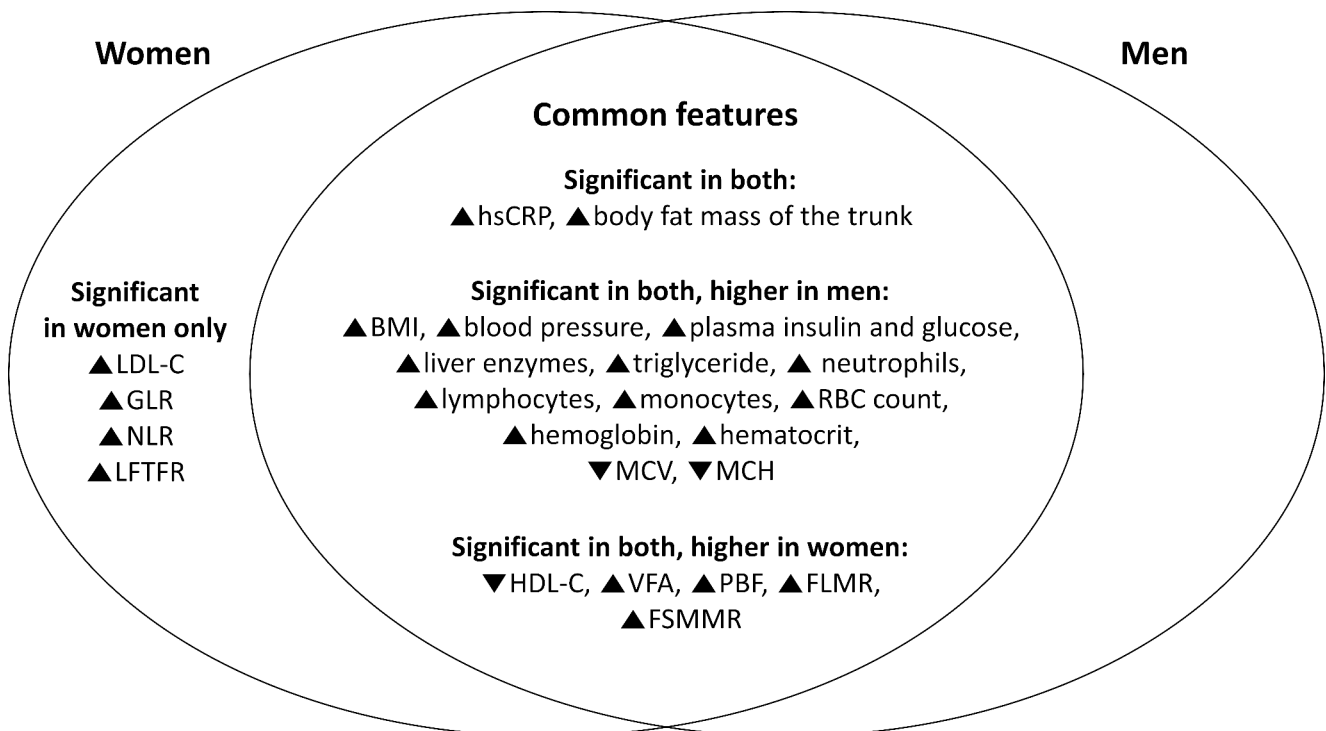 Women
Men
Common features
Significant in both:
▲hsCRP, ▲body fat mass of the trunk
Significant
in women only
▲LDL-C
▲GLR
▲NLR
▲LFTFR
Significant in both, higher in men:
▲BMI, ▲blood pressure, ▲plasma insulin and glucose,
▲liver enzymes, ▲triglyceride, ▲ neutrophils,
▲lymphocytes, ▲monocytes, ▲RBC count,
▲hemoglobin, ▲hematocrit,
▼MCV, ▼MCH
Significant in both, higher in women:
▼HDL-C, ▲VFA, ▲PBF, ▲FLMR,
▲FSMMR